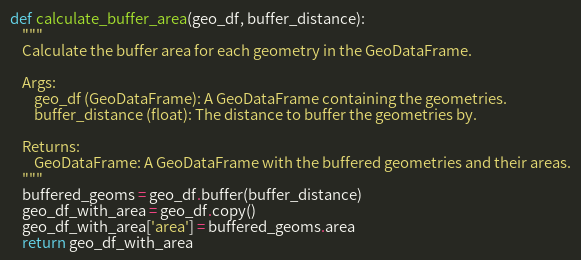 def calculate_buffer_area(geo_df, buffer_distance):
    """
    Calculate the buffer area for each geometry in the GeoDataFrame.

    Args:
        geo_df (GeoDataFrame): A GeoDataFrame containing the geometries.
        buffer_distance (float): The distance to buffer the geometries by.

    Returns:
        GeoDataFrame: A GeoDataFrame with the buffered geometries and their areas.
    """
    buffered_geoms = geo_df.buffer(buffer_distance)
    geo_df_with_area = geo_df.copy()
    geo_df_with_area['area'] = buffered_geoms.area
    return geo_df_with_area